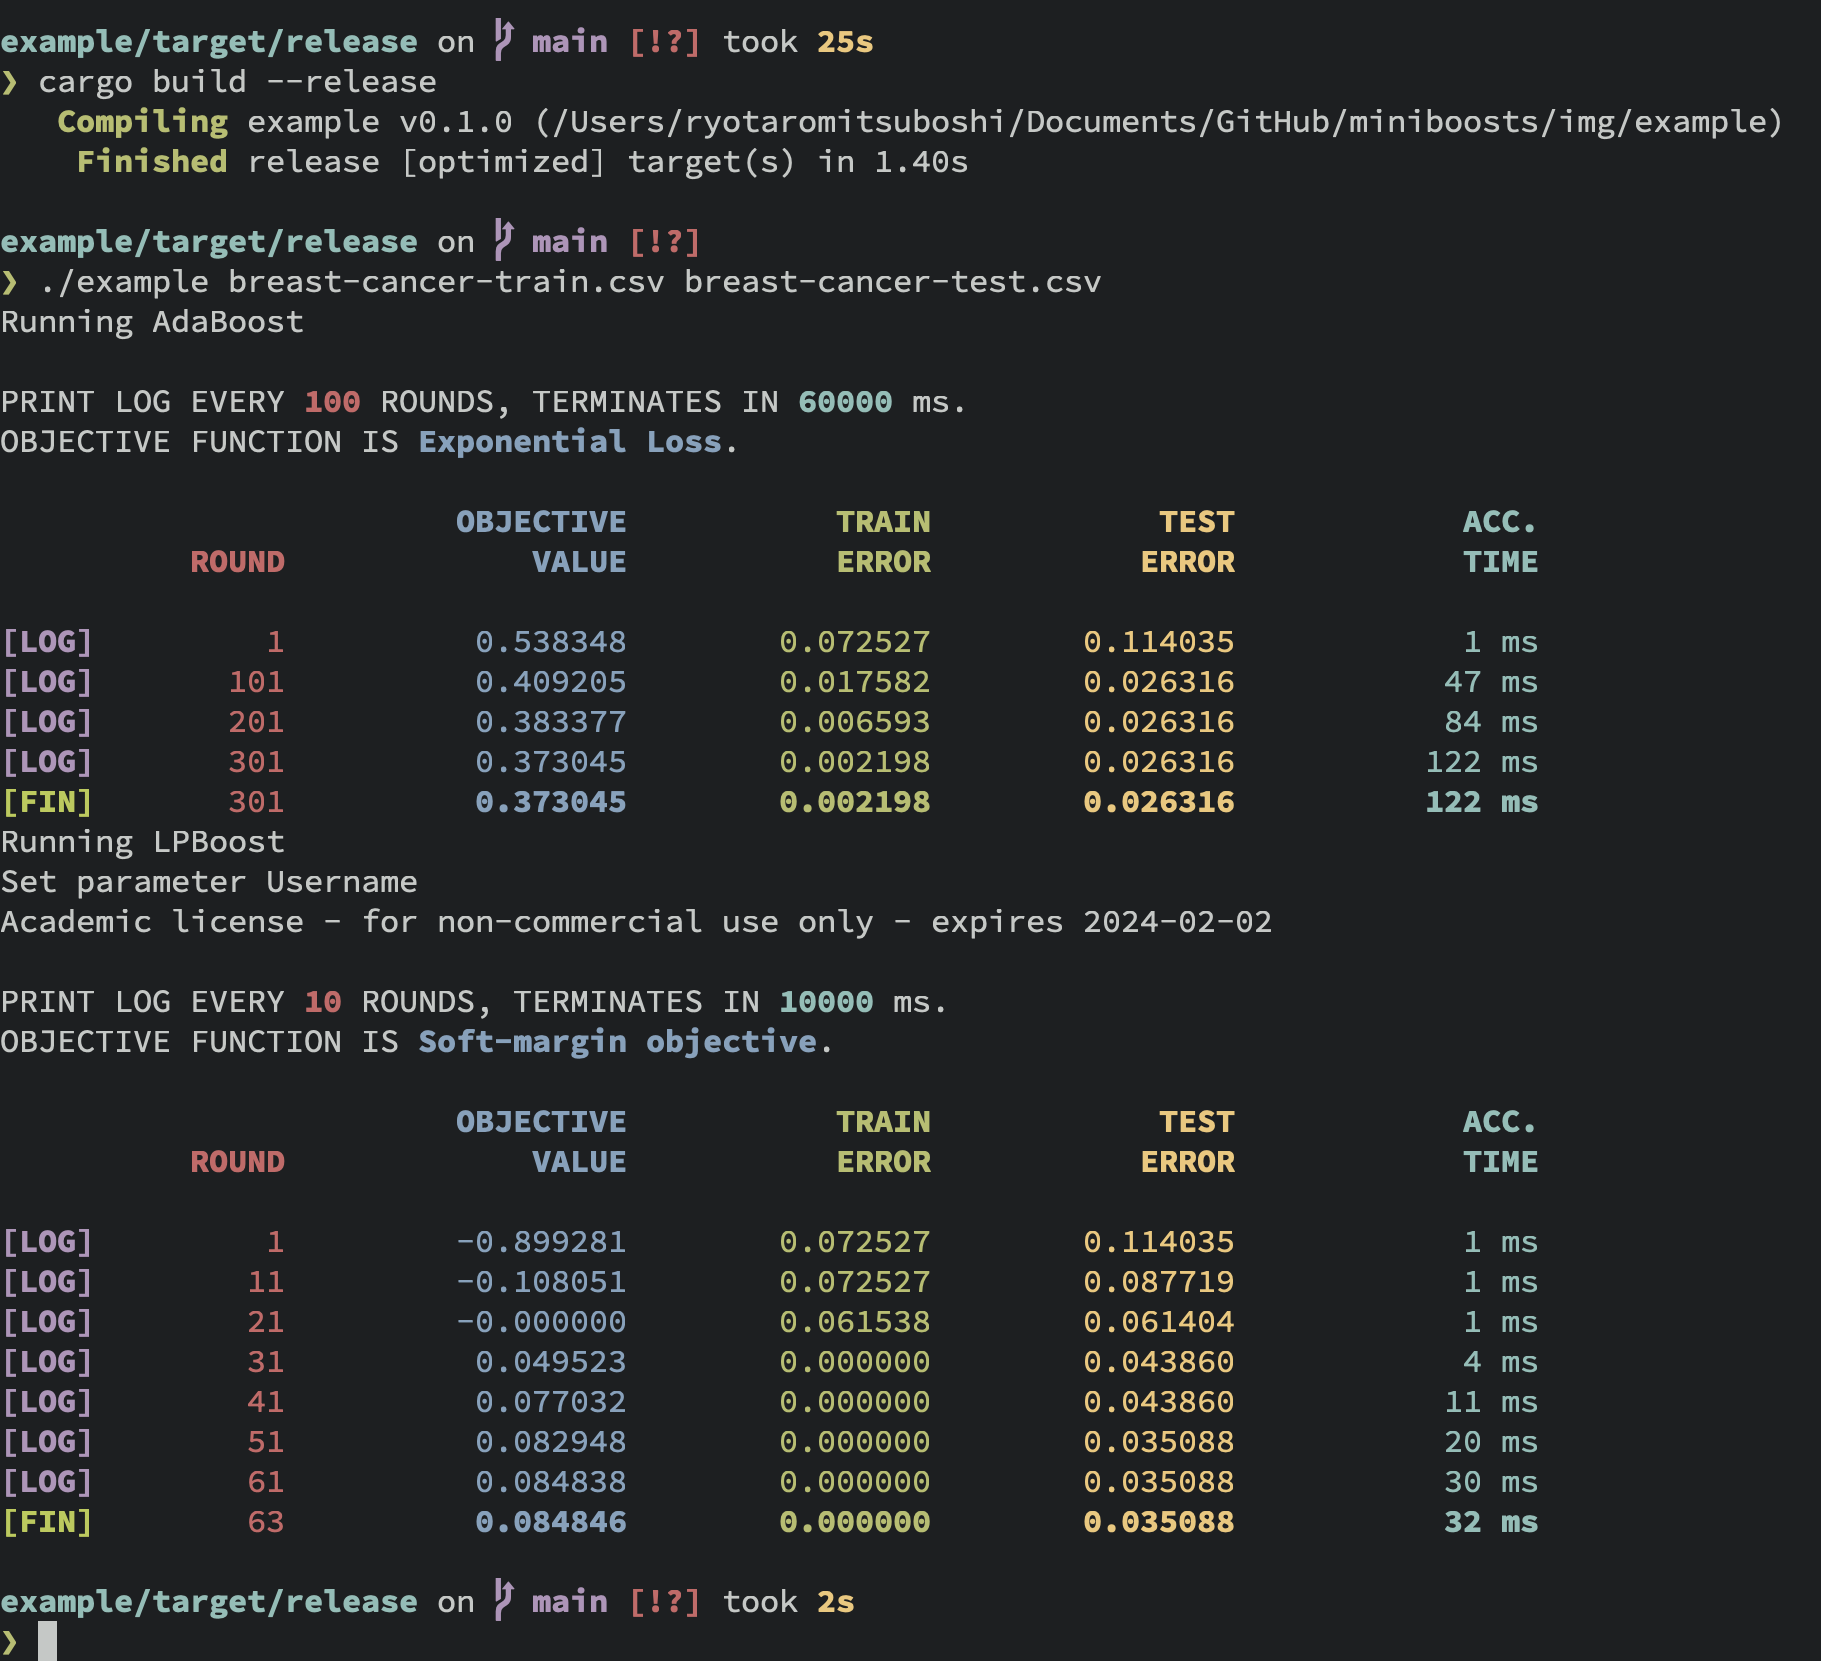 example/target/release on main [!?] took 25s
❯ cargo build --release
Compiling example v0.1.0 (/Users/ryotaromitsuboshi/Documents/GitHub/miniboosts/img/example)
Finished release [optimized] target(s) in 1.40s
example/target/release on main [!?]
❯ ./example breast-cancer-train.csv breast-cancer-test.csv
Running AdaBoost
PRINT LOG EVERY 100 ROUNDS, TERMINATES IN 60000 ms.
OBJECTIVE FUNCTION IS Exponential Loss.
OBJECTIVE TRAIN TEST ACC.
ROUND VALUE ERROR ERROR TIME
[LOG] 1 0.538348 0.072527 0.114035 1 ms
[LOG] 101 0.409205 0.017582 0.026316 47 ms
[LOG] 201 0.383377 0.006593 0.026316 84 ms
[LOG] 301 0.373045 0.002198 0.026316 122 ms
[FIN] 301 0.373045 0.002198 0.026316 122 ms
Running LPBoost
Set parameter Username
Academic license - for non-commercial use only - expires 2024-02-02
PRINT LOG EVERY 10 ROUNDS, TERMINATES IN 10000 ms.
OBJECTIVE FUNCTION IS Soft-margin objective.
OBJECTIVE TRAIN TEST ACC.
ROUND VALUE ERROR ERROR TIME
[LOG] 1 -0.899281 0.072527 0.114035 1 ms
[LOG] 11 -0.108051 0.072527 0.087719 1 ms
[LOG] 21 -0.000000 0.061538 0.061404 1 ms
[LOG] 31 0.049523 0.000000 0.043860 4 ms
[LOG] 41 0.077032 0.000000 0.043860 11 ms
[LOG] 51 0.082948 0.000000 0.035088 20 ms
[LOG] 61 0.084838 0.000000 0.035088 30 ms
[FIN] 63 0.084846 0.000000 0.035088 32 ms
example/target/release on main [!?] took 2s
❯